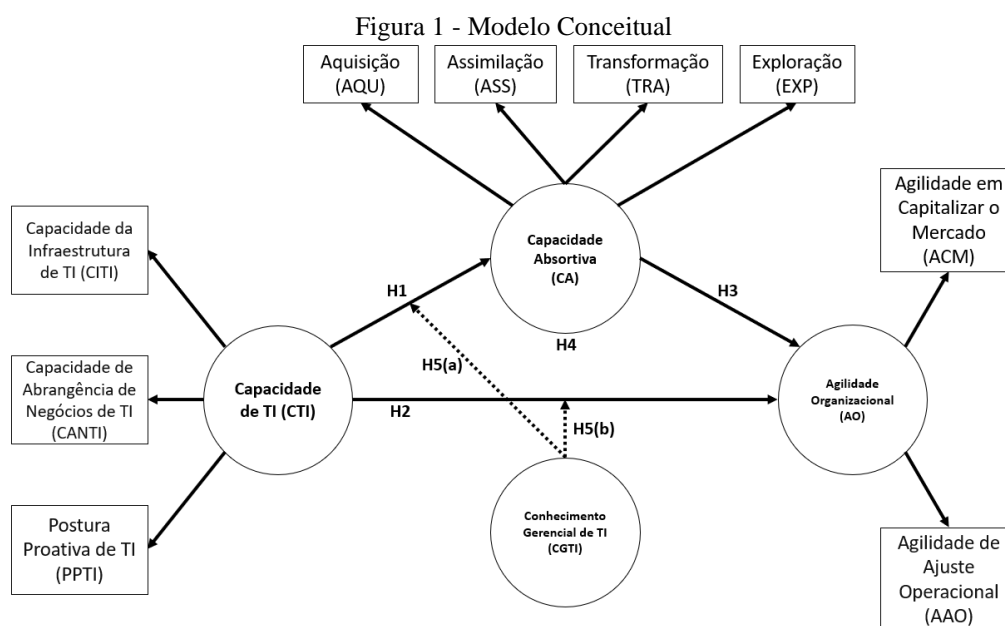 Figura 1 - Modelo Conceitual
Aquisição
(AQU)
Assimilação
(ASS)
Transformação
(TRA)
Exploração
(EXP)
Agilidade em
Capitalizar o
Mercado
(ACM)
Capacidade da
Infraestrutura
de TI (CITI)
Capacidade
Absortiva
(CA)
H1
H3
H4
H5(a)
Capacidade de
Abrangência de
Negócios de TI
(CANTI)
Capacidade
de TI (CTI)
H2
H5(b)
Agilidade
Organizacional
(AO)
Postura
Proativa de TI
(PPTI)
Conhecimento
Gerencial de TI
(CGTI)
Agilidade de
Ajuste
Operacional
(AAO)